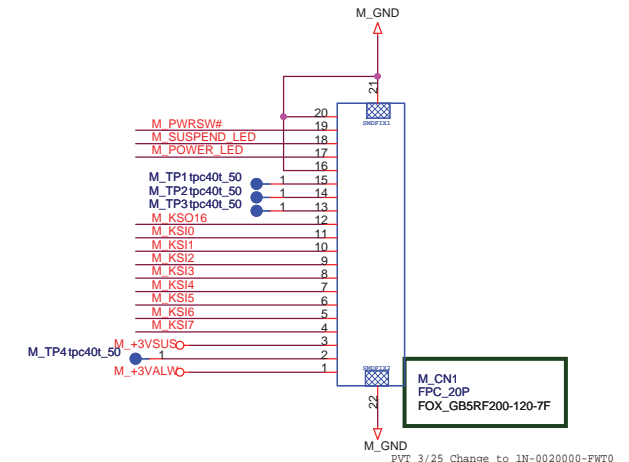 M_GND
21
SMDFIX1
20
M_PWRSW# 19
M_SUSPEND_LED 18
M_POWER_LED 17
16
M_TP1 tpc40t_50 1 15
M_TP2 tpc40t_50 1 14
M_TP3 tpc40t_50 1 13
M_KSO16 12
M_KSI0 11
M_KSI1 10
M_KSI2 9
M_KSI3 8
M_KSI4 7
M_KSI5 6
M_KSI6 5
M_KSI7 4
M_+3VSUS 3
M_TP4 tpc40t_50 1 2
M_+3VALW 1
SMDFIX2
22
M_CN1
FPC_20P
FOX_GB5RF200-120-7F
M_GND
PVT 3/25 Change to 1N-0020000-FWT0